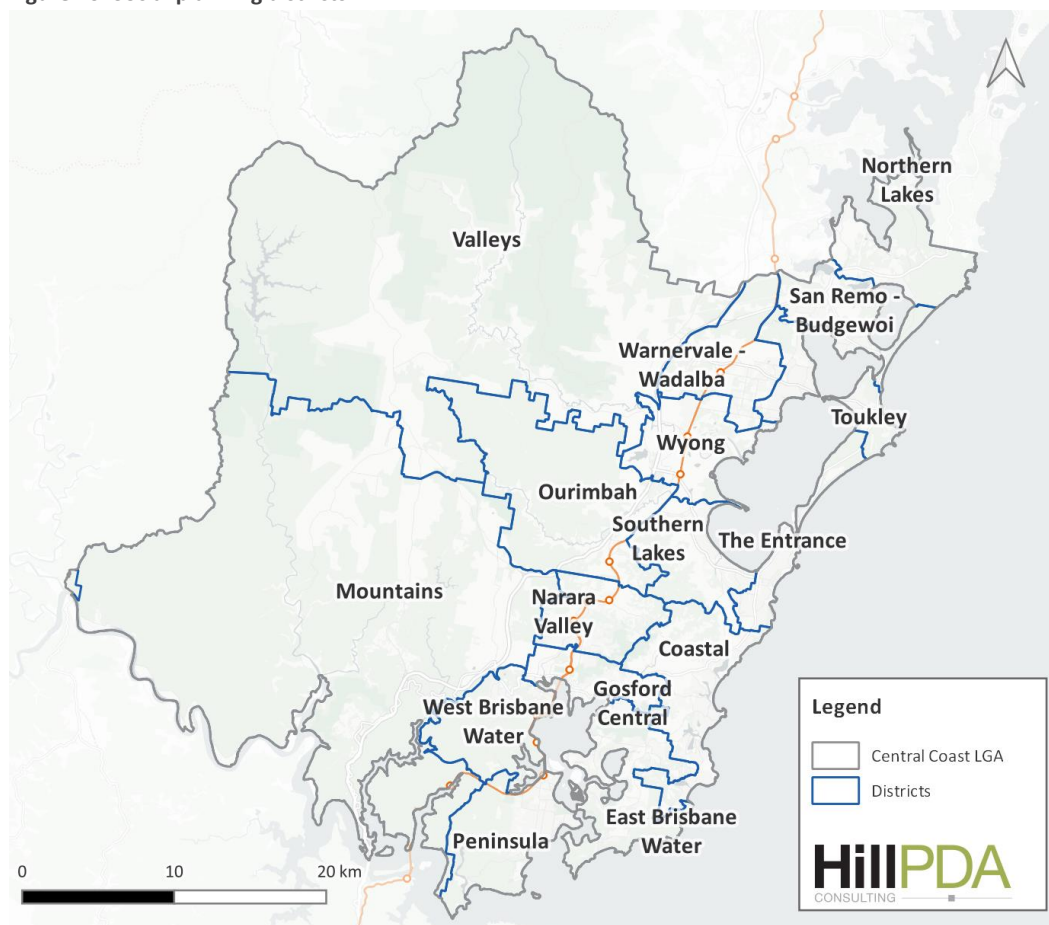 Northern
Lakes
Valleys
San Remo -
Budgewoi
Warnervale -
Wadalba
Toukley
Wyong
Ourimbah
Southern
Lakes
The Entrance
Mountains
Narara
Valley
Coastal
Gosford
Central
West Brisbane
Water
East Brisbane
Water
Peninsula
0 10 20 km
Legend
Central Coast LGA
Districts
HillPDA
CONSULTING